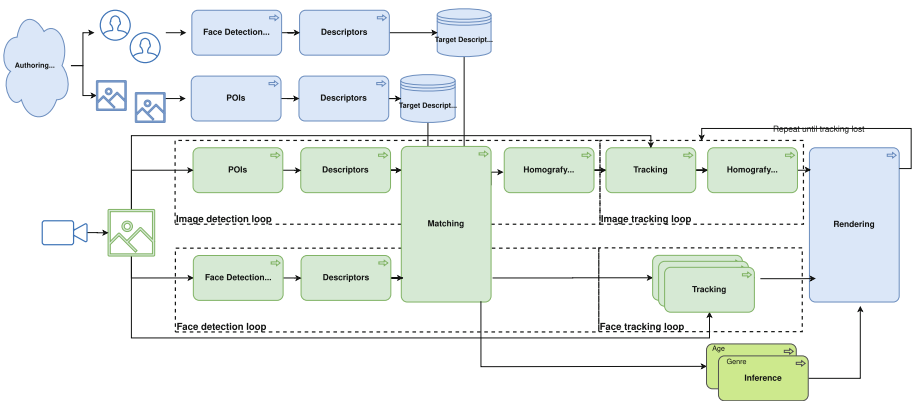 Face Detection...
Descriptors
Target Descript...
Authoring...
POIs
Descriptors
Target Descript...
Repeat until tracking lost
POIs
Descriptors
Homografy...
Tracking
Homografy...
Image detection loop
Image tracking loop
Matching
Rendering
Face Detection...
Descriptors
Tracking
Face detection loop
Face tracking loop
Age
Genre
Inference